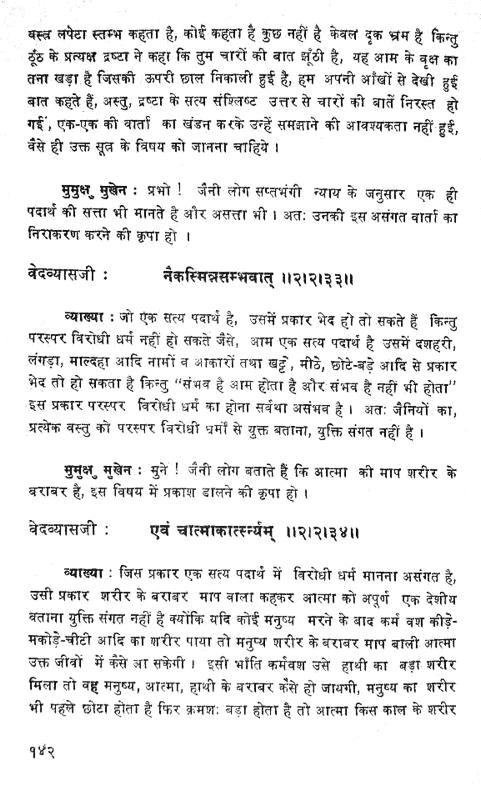 वस्त्र लपेटा स्तम्भ कहता है, कोई कहता है कुछ नहीं है केवल दृक भ्रम है किन्तु
ठूँठ के प्रत्यक्ष द्रष्टा ने कहा कि तुम चारों की बात झूंठी है, यह आम के वृक्ष का
तना खड़ा है जिसकी ऊपरी छाल निकाली हुई है, हम अपनी आँखों से देखी हुई
बात कहते हैं, अस्तु, द्रष्टा के सत्य संश्लिष्ट उत्तर से चारों की बातें निरस्त हो
गईं, एक-एक की वार्ता का खंडन करके उन्हें समझाने की आवश्यकता नहीं हुई,
वैसे ही उक्त सूत्र के विषय को जानना चाहिये ।
मुमुक्षु मुखेन : प्रभो ! जैनी लोग सप्तभंगी न्याय के जनुसार एक ही
पदार्थ की सत्ता भी मानते है और असत्ता भी । अतः उनकी इस असंगत वार्ता का
निराकरण करने की कृपा हो ।
वेदव्यासजी : नैकस्मिन्नसम्भवात् ।।२।२।३३।।
व्याख्या : जो एक सत्य पदार्थ है, उसमें प्रकार भेद हो तो सकते हैं किन्तु
परस्पर विरोधी धर्म नहीं हो सकते जैसे, आम एक सत्य पदार्थ है उसमें दशहरी,
लंगड़ा, माल्दहा आदि नामों व आकारों तथा खट्टे, मीठे, छोटे-बड़े आदि से प्रकार
भेद तो हो सकता है किन्तु "संभव है आम होता है और संभव है नहीं भी होता"
इस प्रकार परस्पर विरोधी धर्म का होना सर्वथा असंभव है । अतः जैनियों का,
प्रत्येक वस्तु को परस्पर विरोधी धर्मों से युक्त बताना, युक्ति संगत नहीं है ।
मुमुक्षु मुखेन : मुने ! जैनी लोग बताते हैं कि आत्मा की माप शरीर के
बराबर है, इस विषय में प्रकाश डालने की कृपा हो ।
वेदव्यासजी : एवं चात्माकार्त्स्न्यम् ।।२।२।३४।।
व्याख्या : जिस प्रकार एक सत्य पदार्थ में विरोधी धर्म मानना असंगत है,
उसी प्रकार शरीर के बराबर माप वाला कहकर आत्मा को अपुर्ण एक देशीय
बताना युक्ति संगत नहीं है क्योंकि यदि कोई मनुष्य मरने के बाद कर्म वश कीड़े-
मकोड़े-चीटी आदि का शरीर पाया तो मनुष्य शरीर के बराबर माप बाली आत्मा
उक्त जीवों में कैसे आ सकेगी । इसी भाँति कर्मवश उसे हाथी का बड़ा शरीर
मिला तो वह मनुष्य, आत्मा, हाथी के बराबर कैसे हो जायगी, मनुष्य का शरीर
भी पहले छोटा होता है फिर क्रमशः बड़ा होता है तो आत्मा किस काल के शरीर
१४२